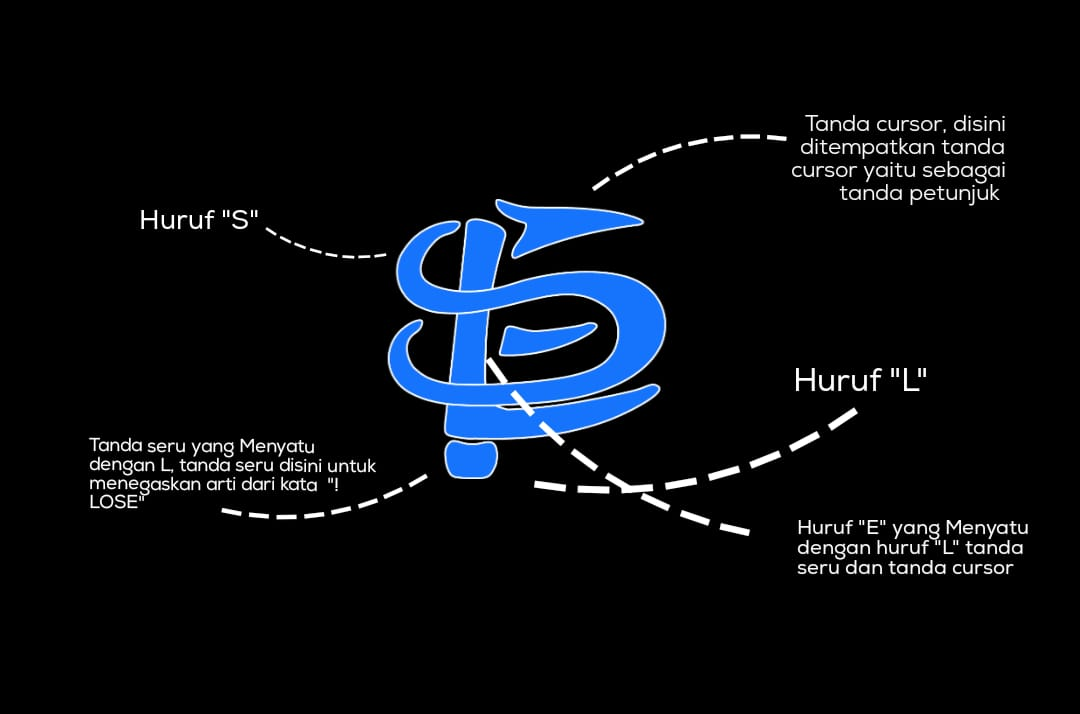 Tanda cursor, disini
ditempatkan tanda
cursor yaitu sebagai
tanda petunjuk
Huruf "S"
Huruf "L"
Tanda seru yang Menyatu
dengan L, tanda seru disini untuk
menegaskan arti dari kata "!
LOSE"
Huruf "E" yang Menyatu
dengan huruf "L" tanda
seru dan tanda cursor